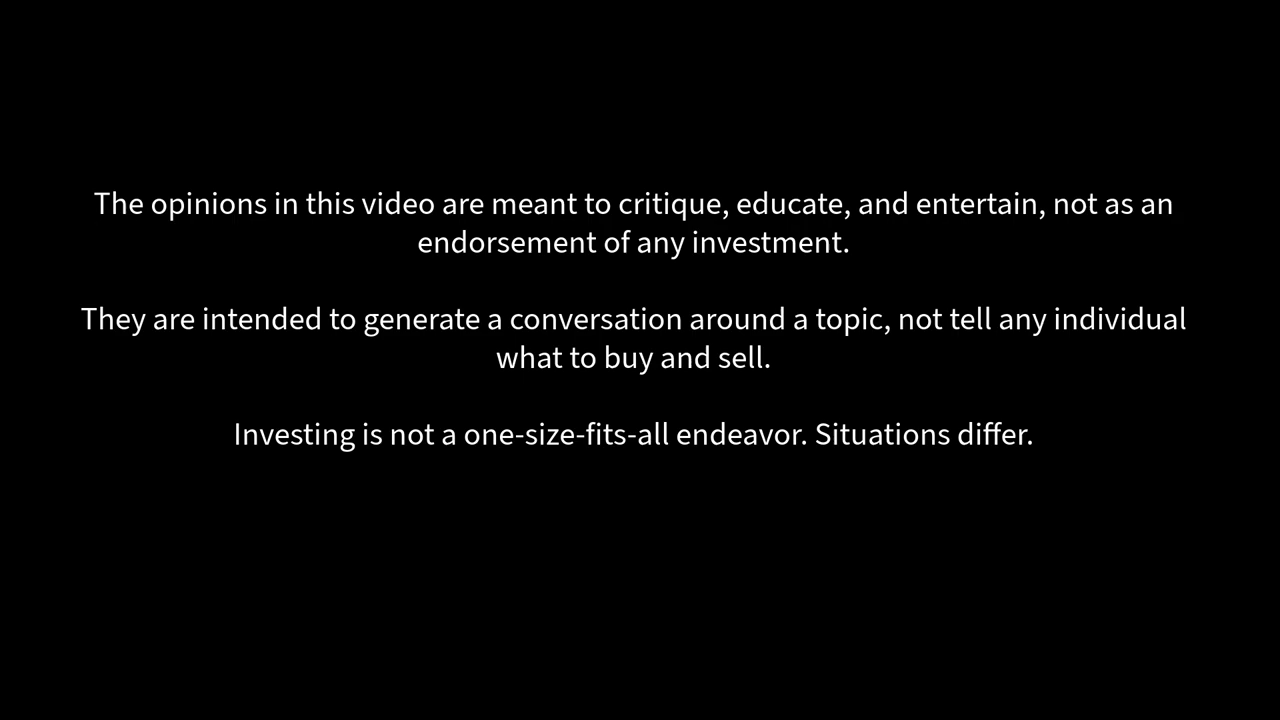 The opinions in this video are meant to critique, educate, and entertain, not as an
endorsement of any investment.
They are intended to generate a conversation around a topic, not tell any individual
what to buy and sell.
Investing is not a one-size-fits-all endeavor. Situations differ.